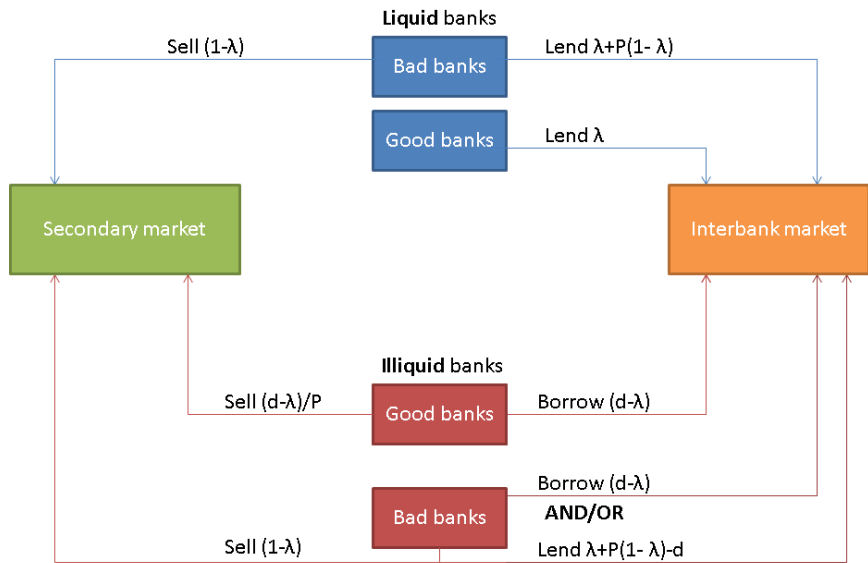 Liquid banks
Sell (1-λ)
Bad banks
Lend λ+P(1- λ)
Good banks
Lend λ
Secondary market
Interbank market
Illiquid banks
Sell (d-λ)/P
Good banks
Borrow (d-λ)
Borrow (d-λ)
Bad banks
AND/OR
Sell (1-λ)
Lend λ+P(1- λ)-d